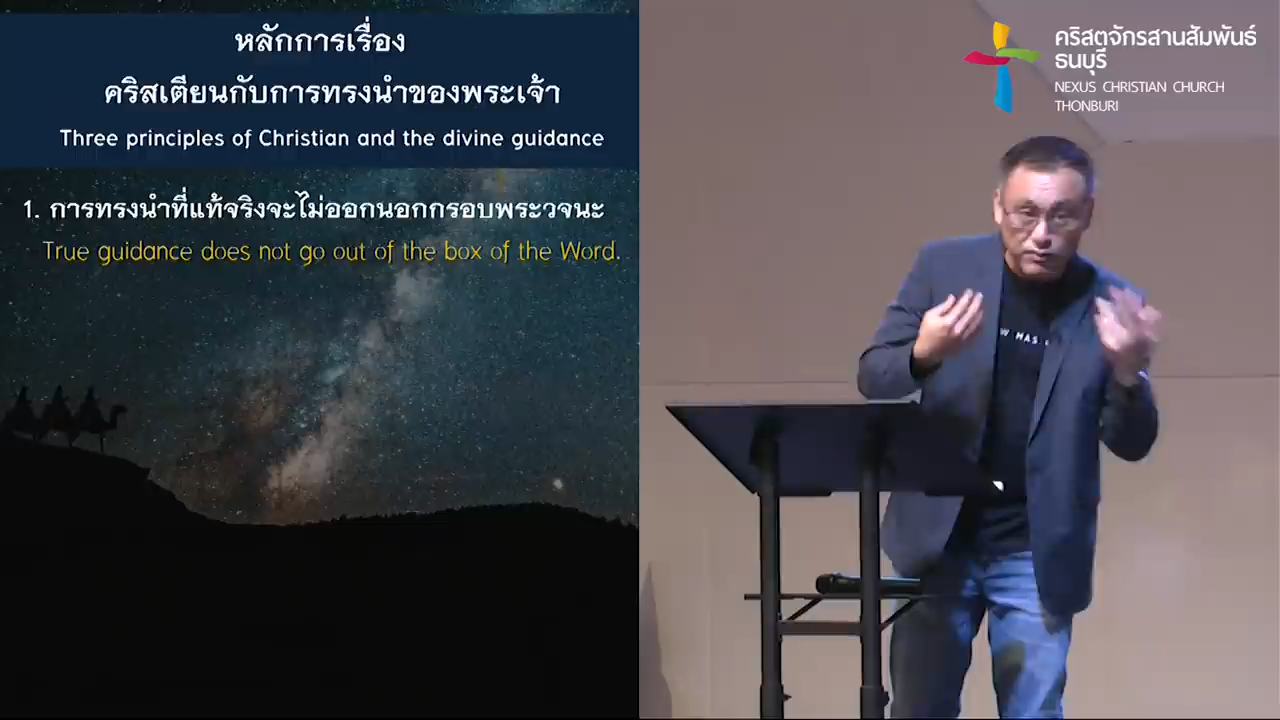 หลักการเรื่อง
คริสเตียนกับการทรงนำของพระเจ้า
Three principles of Christian and the divine guidance
1. การทรงนำที่แท้จริงจะไม่ออกนอกกรอบพระวจนะ
True guidance does not go out of the box of the Word.
คริสตจักรสานสัมพันธ์
ธนบุรี
NEXUS CHRISTIAN CHURCH
THONBURI